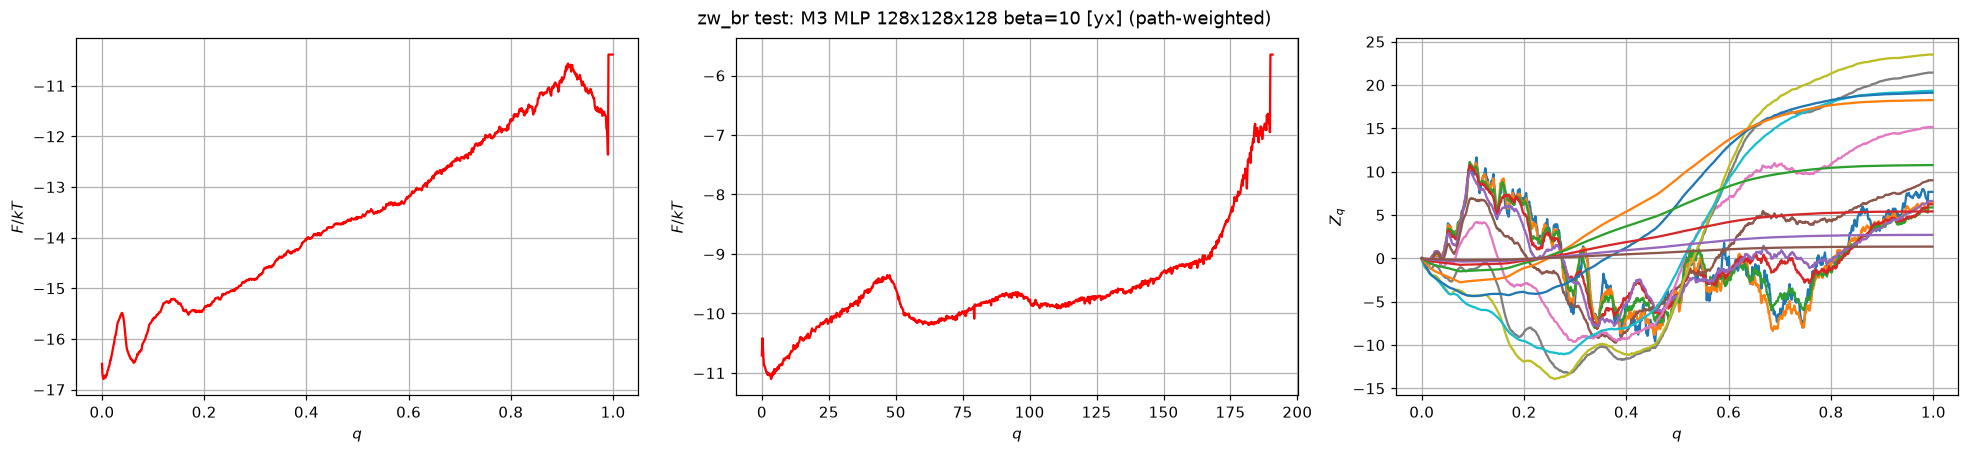 zw_br test: M3 MLP 128x128x128 beta=10 [yx] (path-weighted)
F/kT
−11
−12
−13
−14
−15
−16
−17
0.0 0.2 0.4 0.6 0.8 1.0
q
F/kT
−6
−7
−8
−9
−10
−11
0 25 50 75 100 125 150 175 200
q
Z_q
25
20
15
10
5
0
−5
−10
−15
0.0 0.2 0.4 0.6 0.8 1.0
q